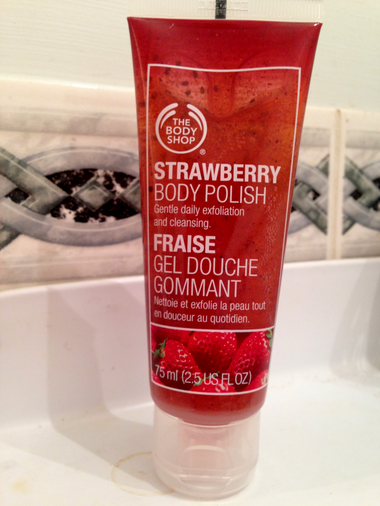 THE
BODY
SHOP
®
STRAWBERRY
BODY POLISH
Gentle daily exfoliation
and cleansing.
FRAISE
GEL DOUCHE
GOMMANT
Nettoie et exfolie la peau tout
en douceur au quotidien.
75 ml (2.5 US FL OZ)